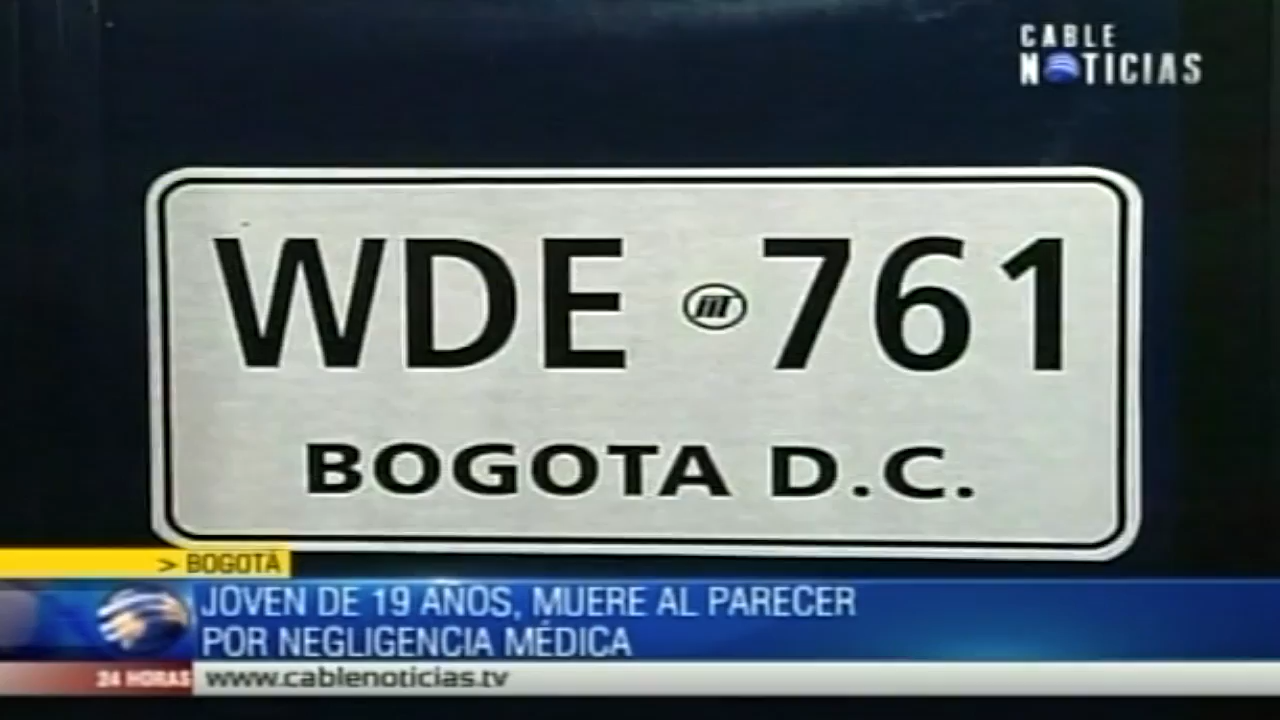 CABLE
NOTICIAS
WDE MT 761
BOGOTA D.C.
> BOGOTÁ
JOVEN DE 19 AÑOS, MUERE AL PARECER
POR NEGLIGENCIA MÉDICA
24 HORAS
www.cablenoticias.tv